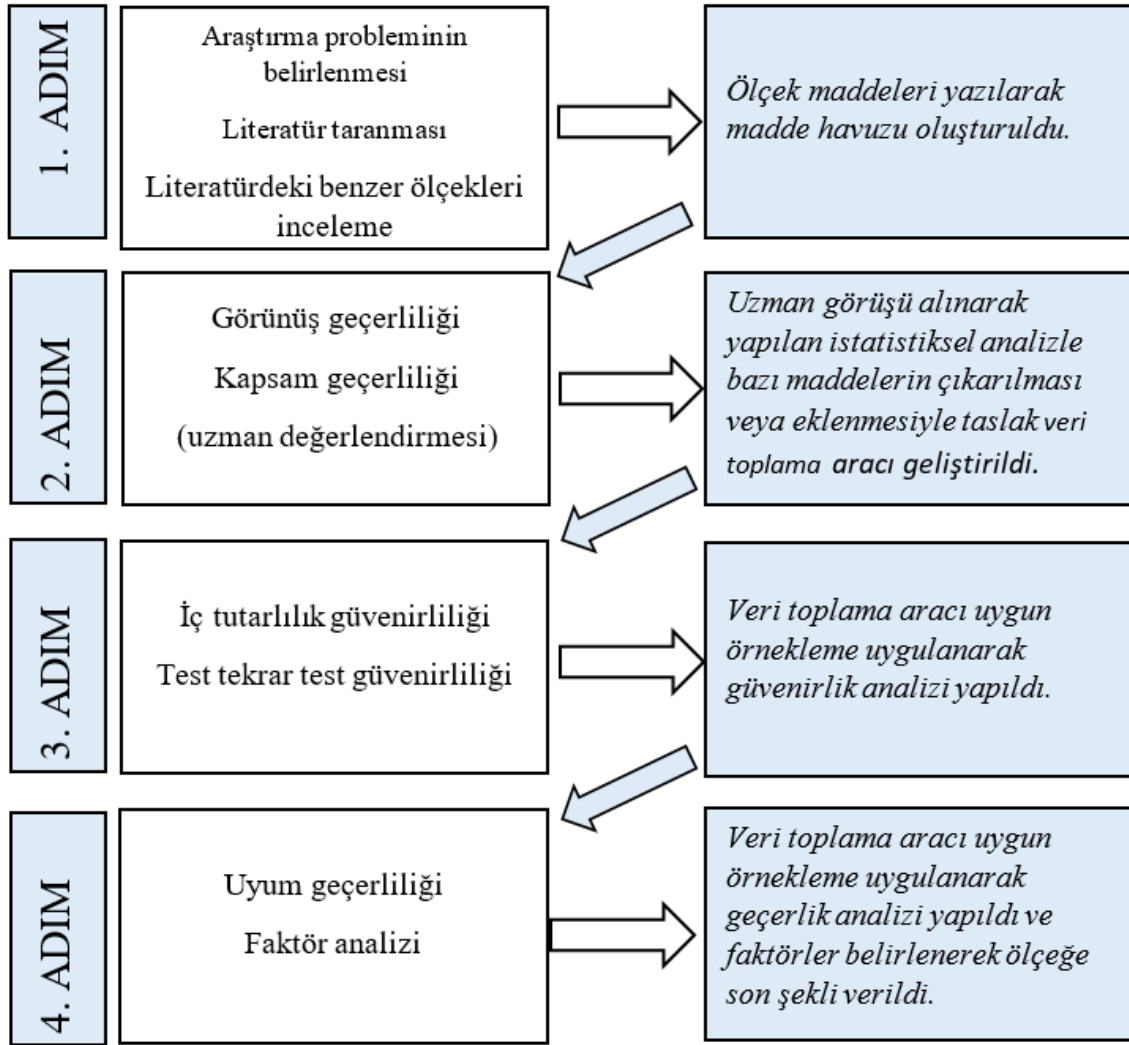 1. ADIM
Araştırma probleminin
belirlenmesi
Literatür taranması
Literatürdeki benzer ölçekleri
inceleme
Ölçek maddeleri yazılarak
madde havuzu oluşturuldu.
2. ADIM
Görünüş geçerliliği
Kapsam geçerliliği
(uzman değerlendirmesi)
Uzman görüşü alınarak
yapılan istatistiksel analizle
bazı maddelerin çıkarılması
veya eklenmesiyle taslak veri
toplama aracı geliştirildi.
3. ADIM
İç tutarlılık güvenirliliği
Test tekrar test güvenirliliği
Veri toplama aracı uygun
örnekleme uygulanarak
güvenirlik analizi yapıldı.
4. ADIM
Uyum geçerliliği
Faktör analizi
Veri toplama aracı uygun
örnekleme uygulanarak
geçerlik analizi yapıldı ve
faktörler belirlenerek ölçeğe
son şekli verildi.